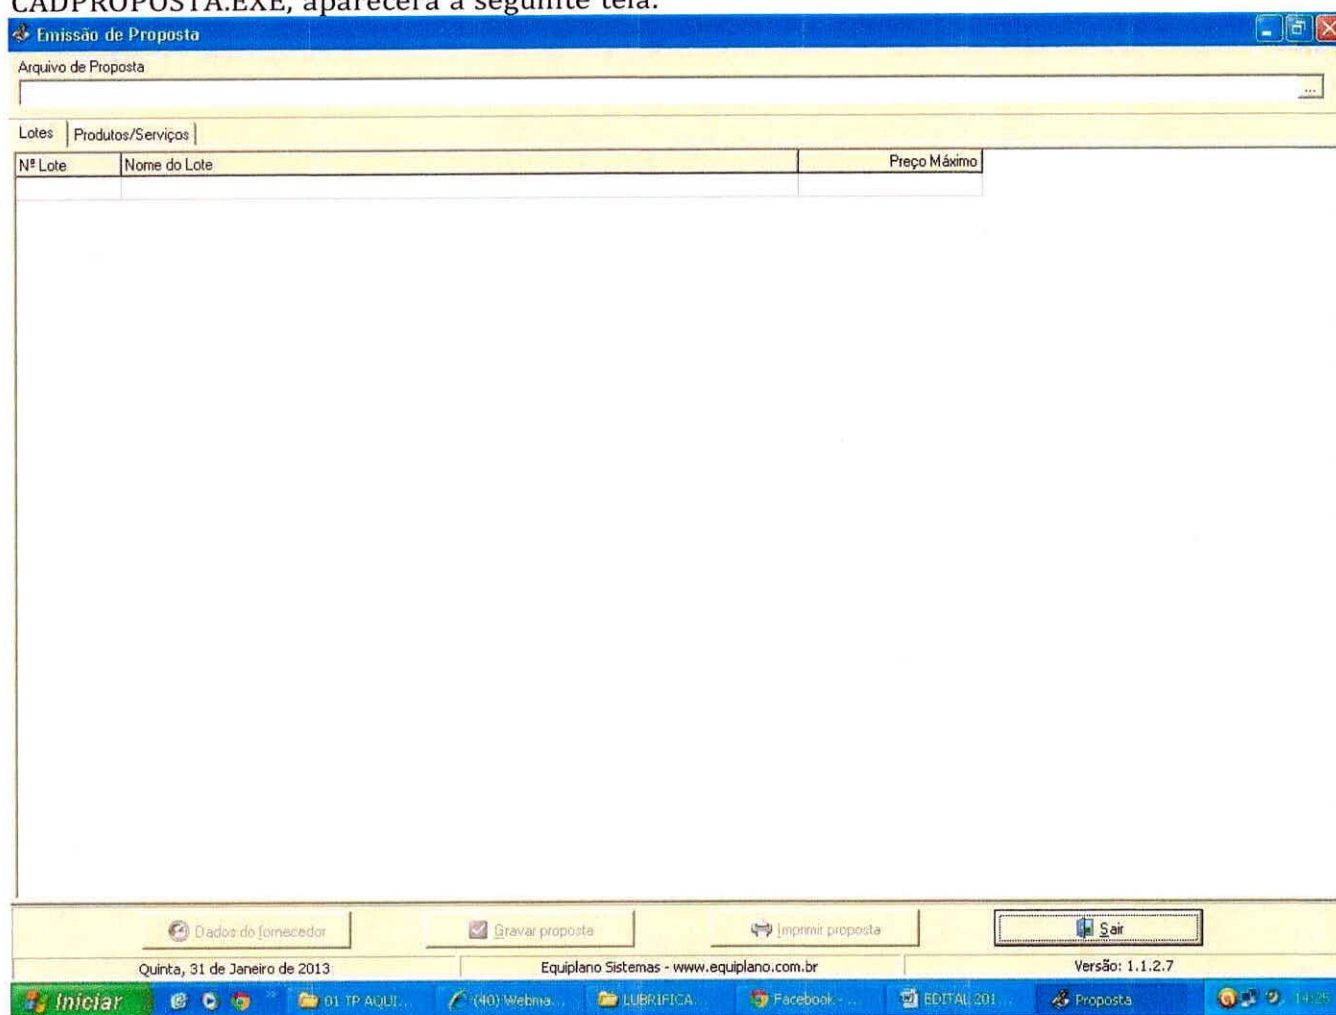 CADPROPOSTA.EXE, aparecerá a seguinte tela:
Emissão de Proposta
Arquivo de Proposta
...
Lotes Produtos/Serviços
Nº Lote Nome do Lote Preço Máximo
Dados do fornecedor Gravar proposta Imprimir proposta Sair
Quinta, 31 de Janeiro de 2013 Equiplano Sistemas - www.equiplano.com.br Versão: 1.1.2.7
Iniciar » 01 TP AQUI... (40) Webma... LUBRIFICA... Facebook - ... EDITAL 201... Proposta 14:25